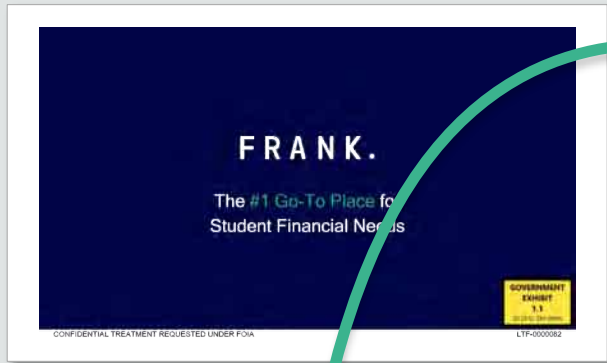 FRANK.
The #1 Go-To Place for
Student Financial Needs
GOVERNMENT
EXHIBIT
1.1
CONFIDENTIAL TREATMENT REQUESTED UNDER FOIA
LTF-0000082